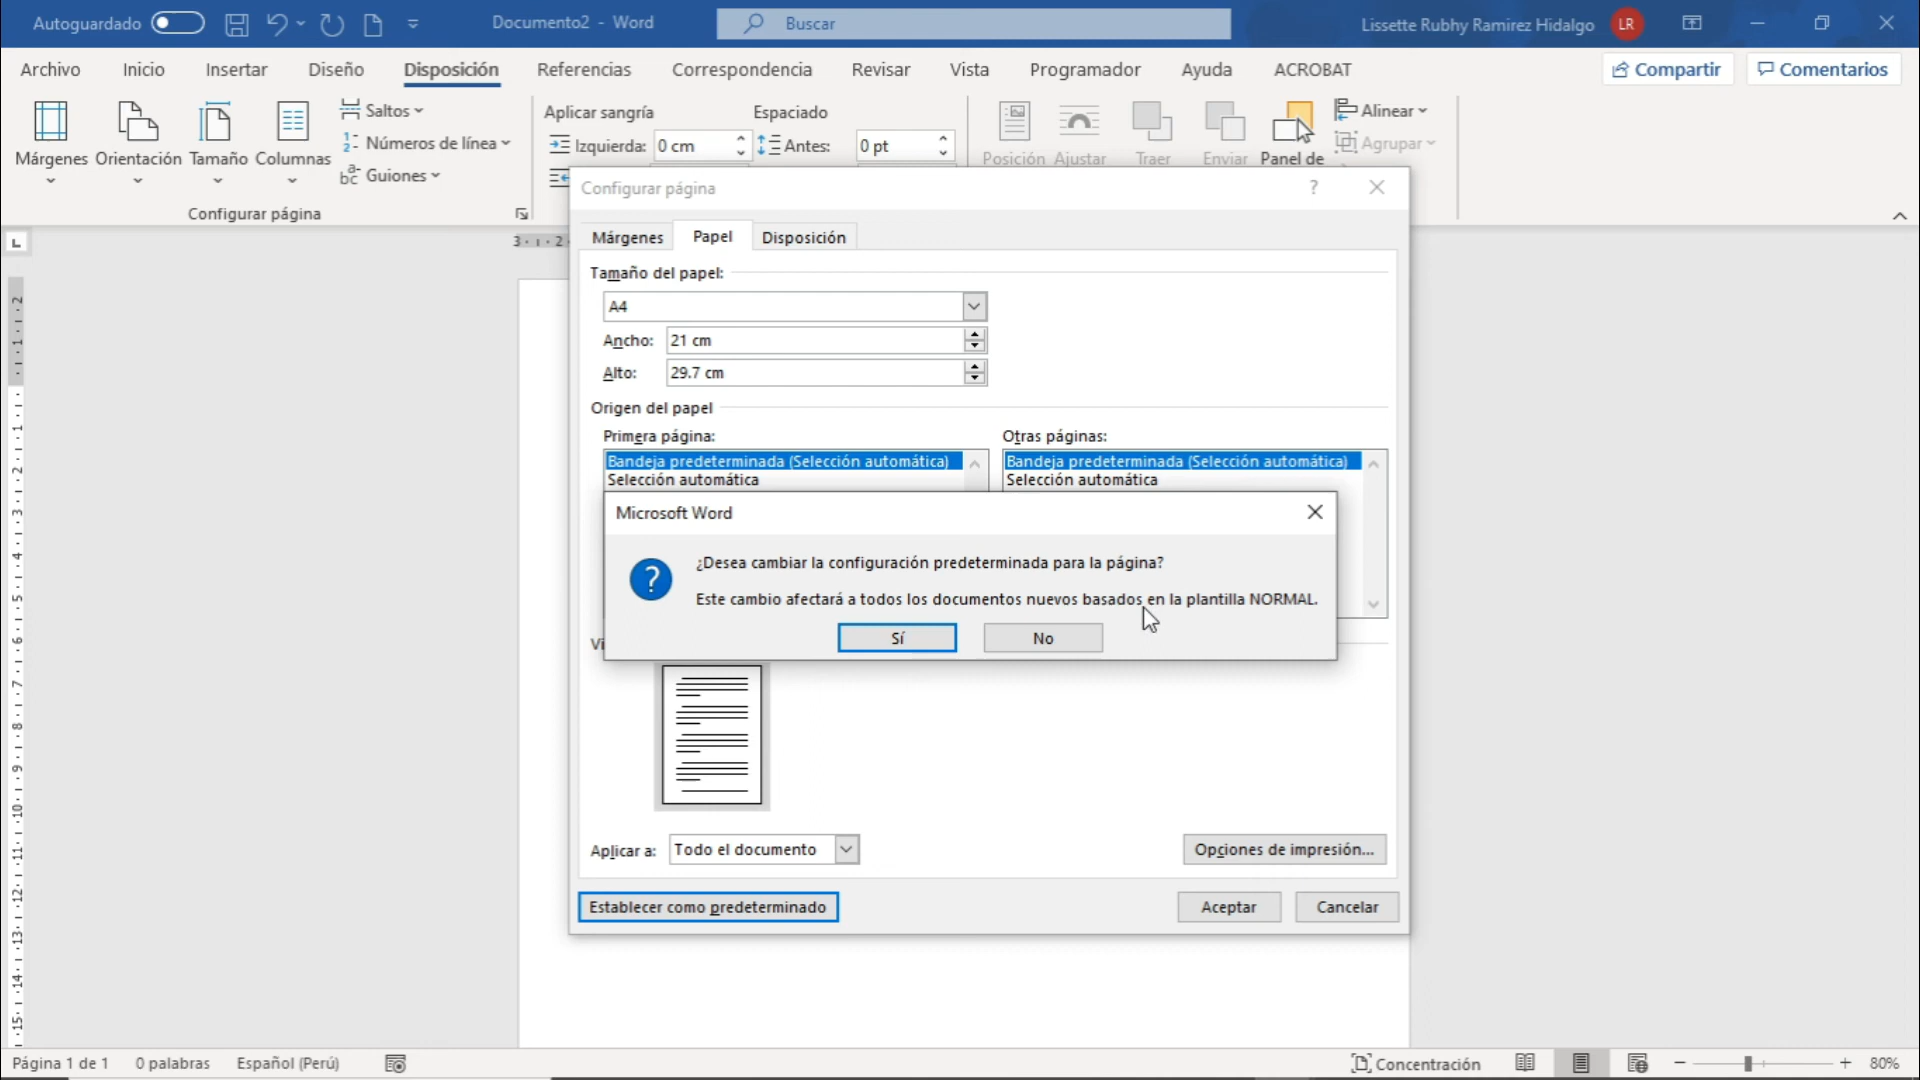 Autoguardado
Documento2 - Word
Buscar
Lissette Rubhy Ramirez Hidalgo
LR
Archivo Inicio Insertar Diseño Disposición Referencias Correspondencia Revisar Vista Programador Ayuda ACROBAT
Compartir
Comentarios
Márgenes
Orientación
Tamaño
Columnas
Saltos
Números de línea
Guiones
Configurar página
Aplicar sangría
Izquierda: 0 cm
Espaciado
Antes: 0 pt
Posición
Ajustar
Traer
Enviar
Panel de
Alinear
Agrupar
Configurar página
?
Márgenes Papel Disposición
Tamaño del papel:
A4
Ancho: 21 cm
Alto: 29.7 cm
Origen del papel
Primera página:
Bandeja predeterminada (Selección automática)
Selección automática
Otras páginas:
Bandeja predeterminada (Selección automática)
Selección automática
Microsoft Word
¿Desea cambiar la configuración predeterminada para la página?
Este cambio afectará a todos los documentos nuevos basados en la plantilla NORMAL.
Sí
No
Aplicar a: Todo el documento
Opciones de impresión...
Establecer como predeterminado
Aceptar
Cancelar
Página 1 de 1
0 palabras
Español (Perú)
Concentración
80%